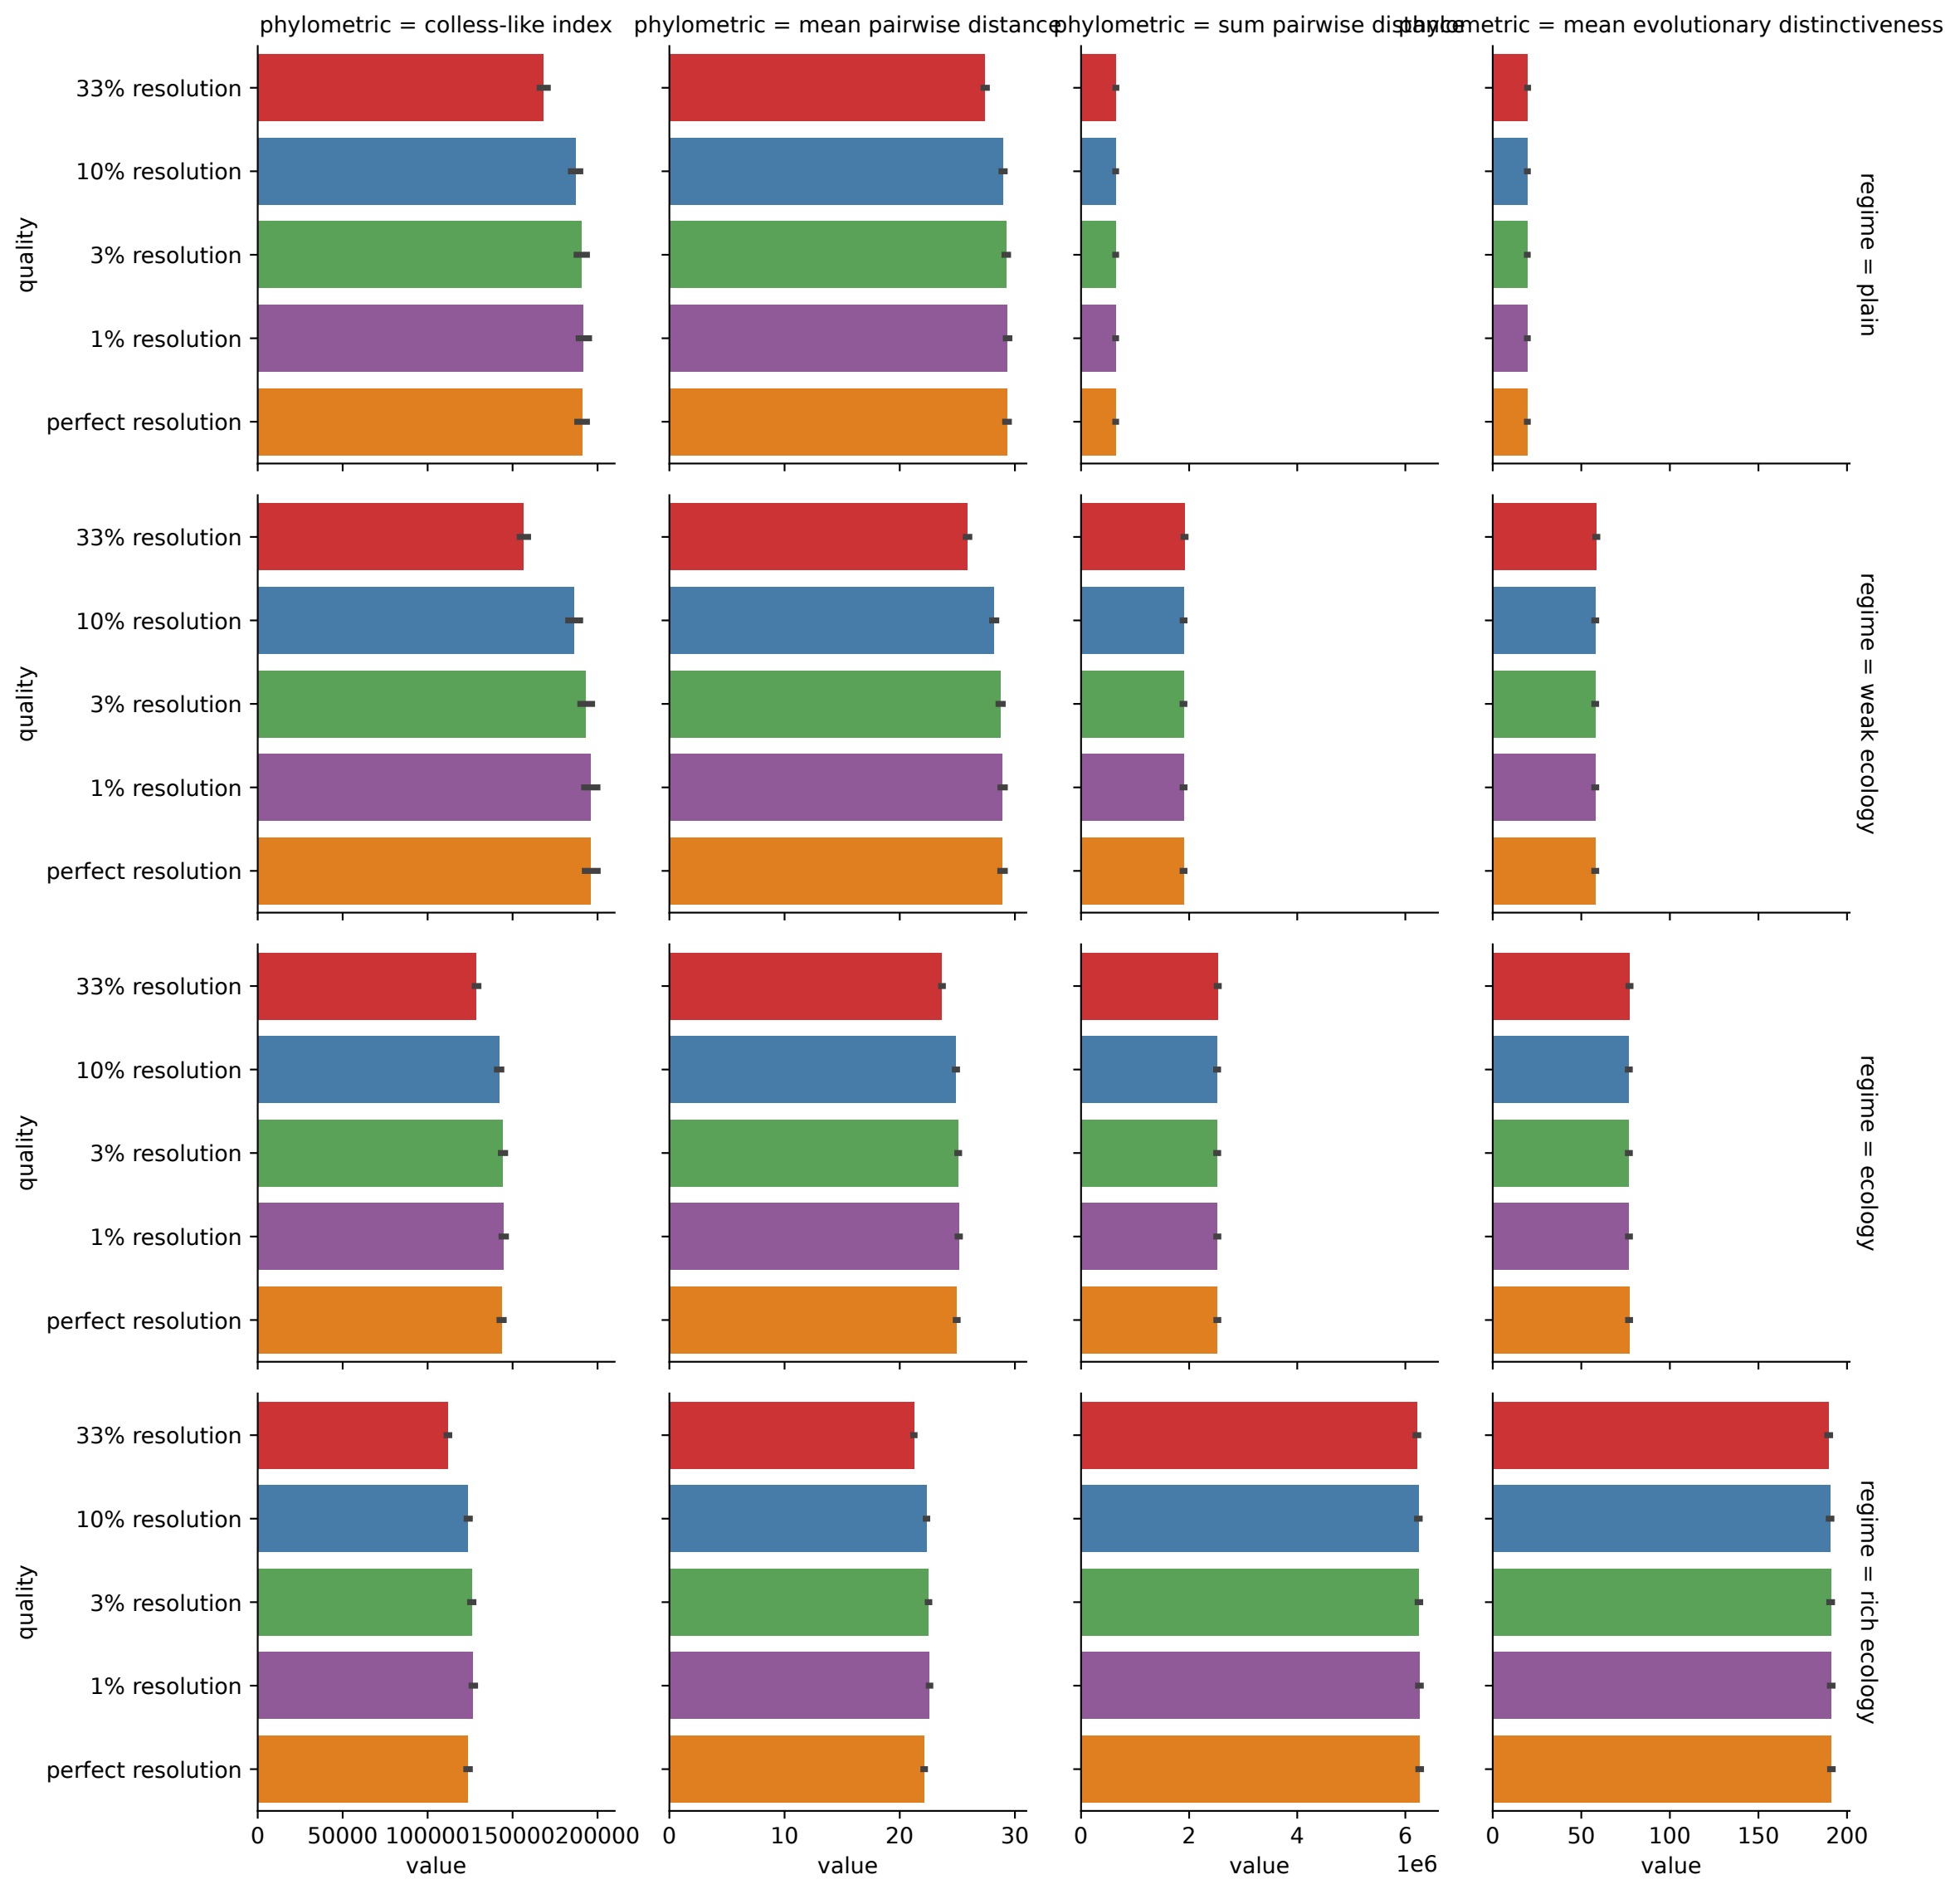 phylometric = colless-like index
phylometric = mean pairwise distance
phylometric = sum pairwise distance
phylometric = mean evolutionary distinctiveness
quality
33% resolution
10% resolution
3% resolution
1% resolution
perfect resolution
regime = plain
quality
33% resolution
10% resolution
3% resolution
1% resolution
perfect resolution
regime = weak ecology
quality
33% resolution
10% resolution
3% resolution
1% resolution
perfect resolution
regime = ecology
quality
33% resolution
10% resolution
3% resolution
1% resolution
perfect resolution
regime = rich ecology
0 50000 100000 150000 200000
value
0 10 20 30
value
0 2 4 6
1e6
value
0 50 100 150 200
value